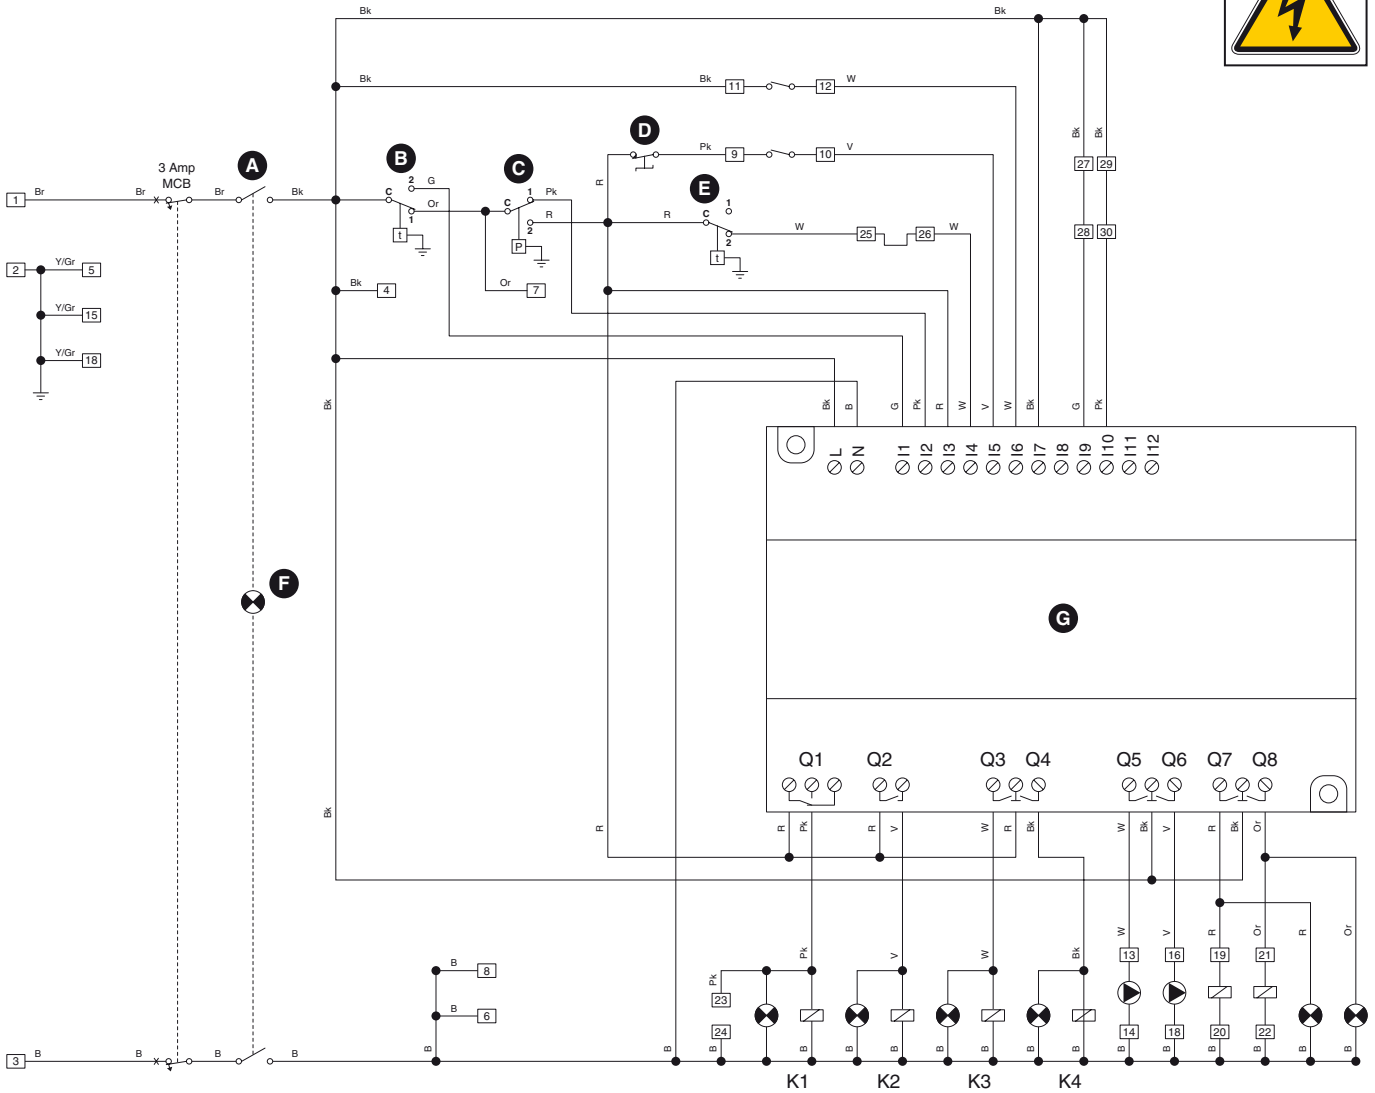 Bk Bk
Bk Bk 11 12 W
D
Pk 9 10 V
Bk Bk
3 Amp
MCB
A B C
27 29
1 Br Br Br Bk
C 2 G
1 Or
C 1 Pk
2 R
R
E
R C 1
2 W 25 26 W
28 30
t P t
2 Y/Gr 5
Bk 4
Or 7
Y/Gr 15
Y/Gr 18
Bk
Bk B G Pk R W V W Bk G Pk
L N I1 I2 I3 I4 I5 I6 I7 I8 I9 I10 I11 I12
F
G
Q1 Q2 Q3 Q4 Q5 Q6 Q7 Q8
Bk R R Pk R V W R Bk W Bk V R Bk Or
Pk V W Bk W V R Or R Or
B 8
Pk 23
13 16 19 21
B 6
24
14 18 20 22
3 B B B B B B B B B B B B B B B B B B B B B B
K1 K2 K3 K4